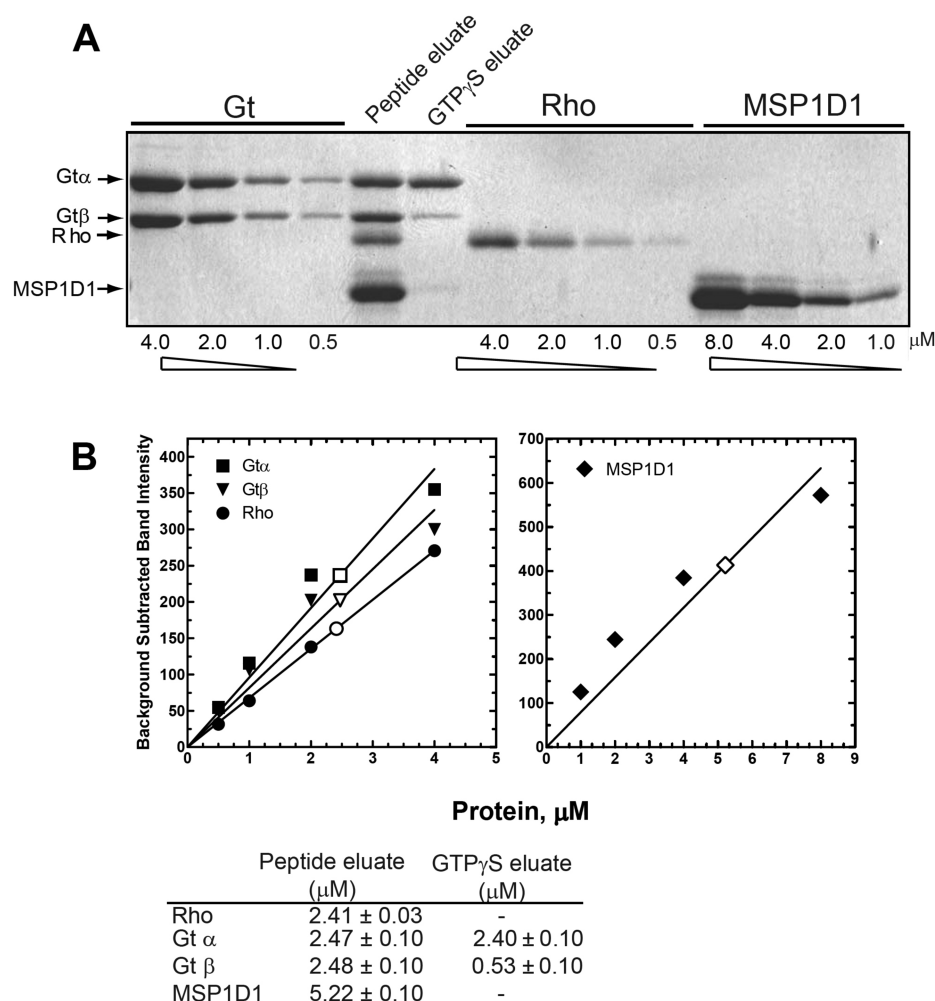 A
Gt
Peptide eluate
GTPγS eluate
Rho
MSP1D1
Gtα
Gtβ
Rho
MSP1D1
4.0 2.0 1.0 0.5 4.0 2.0 1.0 0.5 8.0 4.0 2.0 1.0 μM
B
Background Subtracted Band Intensity
400
350
300
250
200
150
100
50
0
0 1 2 3 4 5
Gtα
Gtβ
Rho
700
600
500
400
300
200
100
0
0 1 2 3 4 5 6 7 8 9
MSP1D1
Protein, μM
Peptide eluate GTPγS eluate
(μM) (μM)
Rho 2.41 ± 0.03 -
Gt α 2.47 ± 0.10 2.40 ± 0.10
Gt β 2.48 ± 0.10 0.53 ± 0.10
MSP1D1 5.22 ± 0.10 -